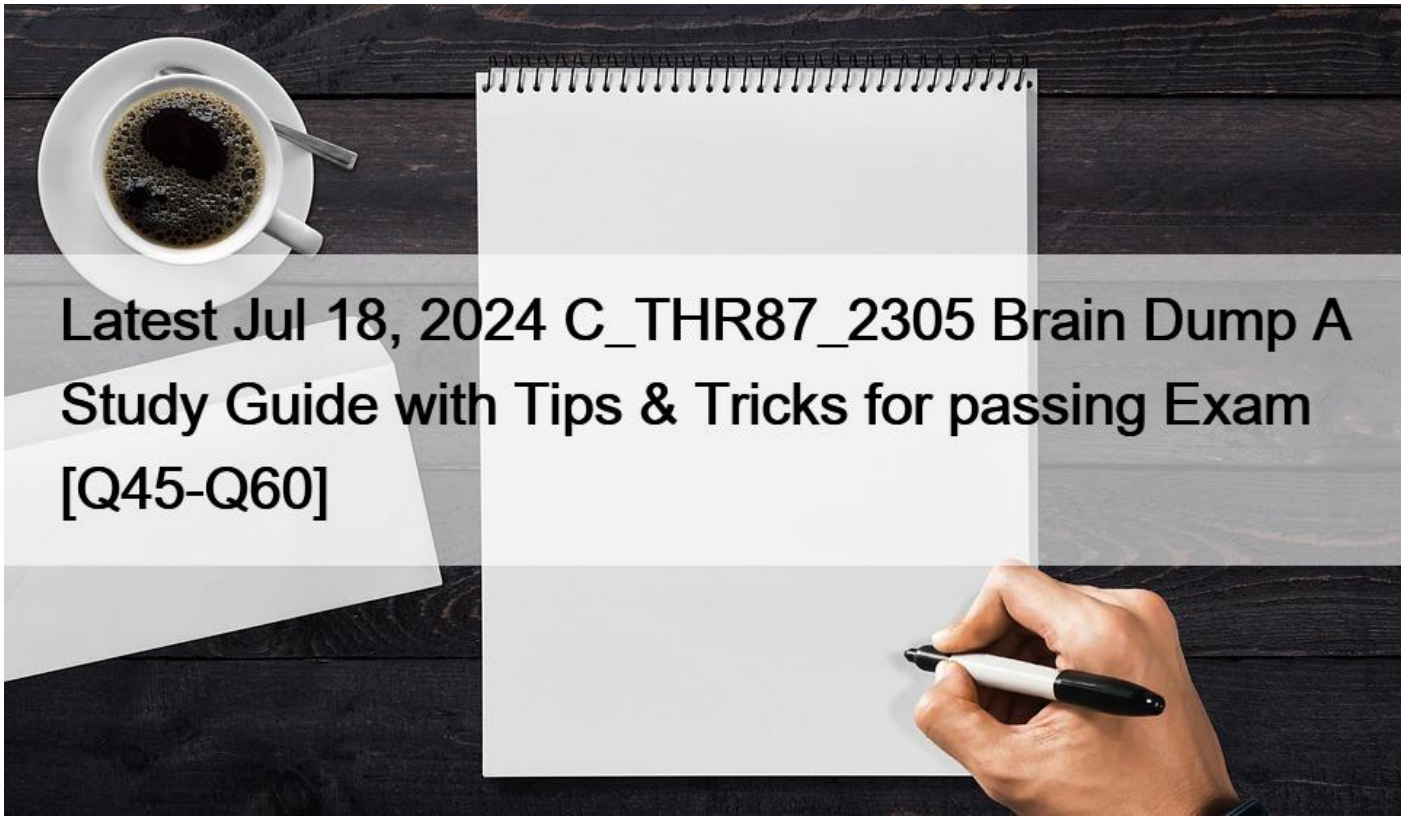 Latest Jul 18, 2024 C_THR87_2305 Brain Dump A
Study Guide with Tips & Tricks for passing Exam
[Q45-Q60]